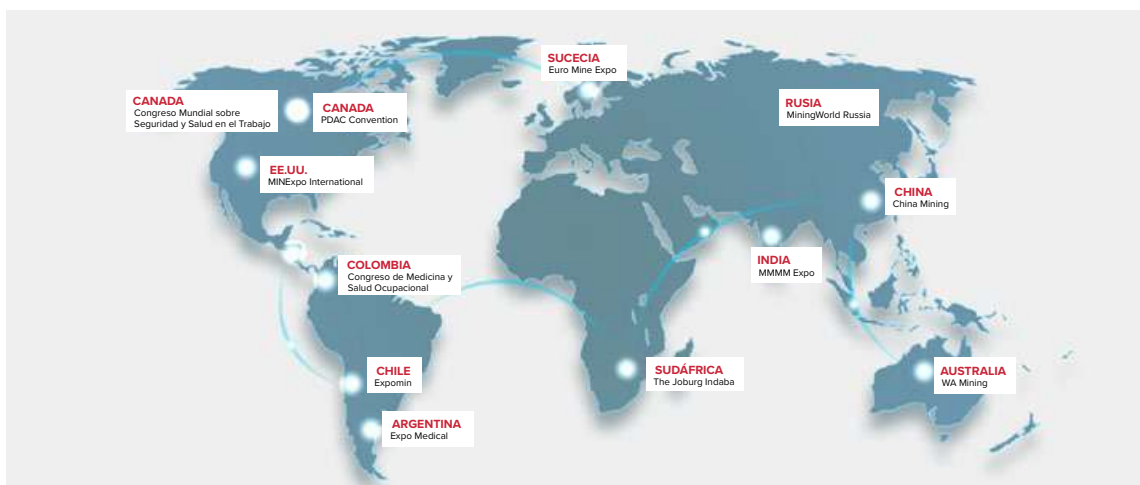 SUCECIA
Euro Mine Expo
CANADA
Congreso Mundial sobre
Seguridad y Salud en el Trabajo
CANADA
PDAC Convention
RUSIA
MiningWorld Russia
EE.UU.
MINExpo International
CHINA
China Mining
COLOMBIA
Congreso de Medicina y
Salud Ocupacional
INDIA
MMMM Expo
CHILE
Expomin
SUDÁFRICA
The Joburg Indaba
AUSTRALIA
WA Mining
ARGENTINA
Expo Medical